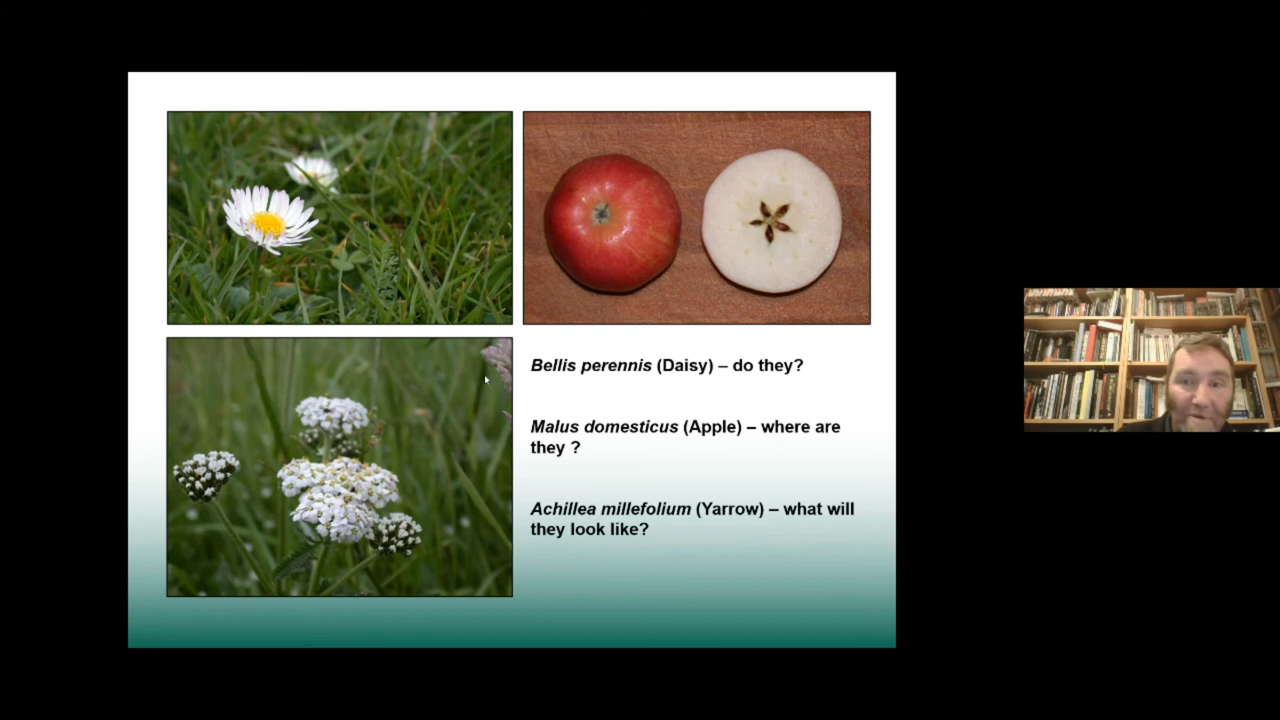 Bellis perennis (Daisy) – do they?
Malus domesticus (Apple) – where are
they ?
Achillea millefolium (Yarrow) – what will
they look like?